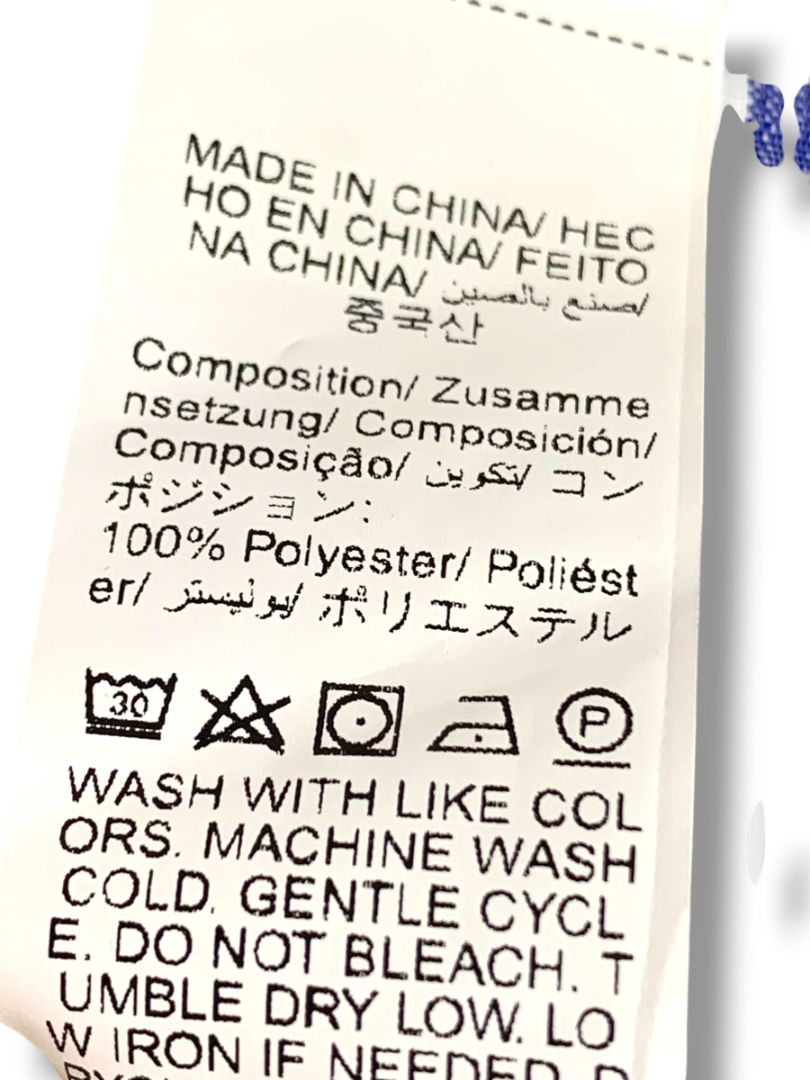 MADE IN CHINA/ HEC
HO EN CHINA/ FEITO
NA CHINA/ صنع بالصين/
중국산
Composition/ Zusamme
nsetzung/ Composición/
Composição/ تكوين/ コン
ポジション:
100% Polyester/ Poliést
er/ بوليستر/ ポリエステル
30
P
WASH WITH LIKE COL
ORS. MACHINE WASH
COLD. GENTLE CYCL
E. DO NOT BLEACH. T
UMBLE DRY LOW. LO
W IRON IF NEEDED. D